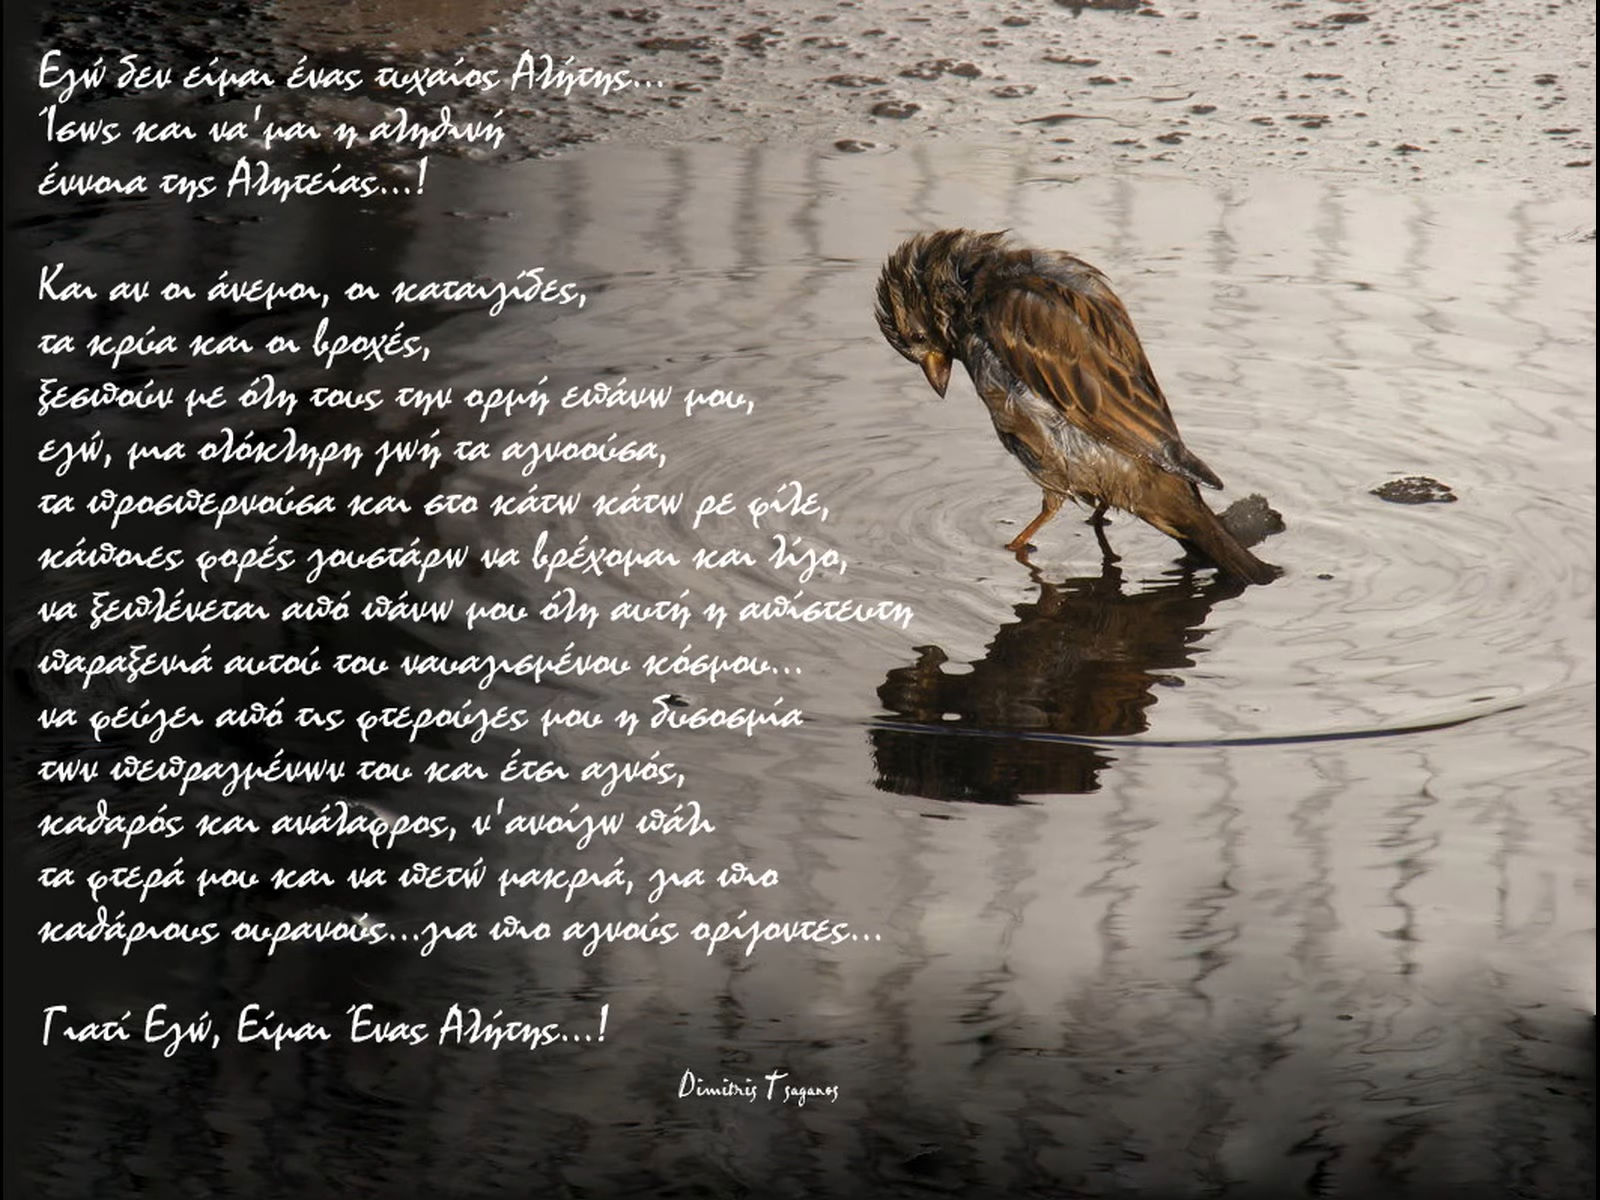 Εγώ δεν είμαι ένας τυχαίος Αλήτης...
Ίσως και να'μαι η αληθινή
έννοια της Αλητείας...!
Και αν οι άνεμοι, οι καταιγίδες,
τα κρύα και οι βροχές,
ξεσπούν με όλη τους την ορμή επάνω μου,
εγώ, μια ολόκληρη ζωή τα αγνοούσα,
τα προσπερνούσα και στο κάτω κάτω ρε φίλε,
κάποιες φορές γουστάρω να βρέχομαι και λίγο,
να ξεπλένεται από πάνω μου όλη αυτή η απίστευτη
παραξενιά αυτού του ναυαγισμένου κόσμου...
να φεύγει από τις φτερούγες μου η δυσοσμία
των πεπραγμένων του και έτσι αγνός,
καθαρός και ανάλαφρος, ν'ανοίγω πάλι
τα φτερά μου και να πετώ μακριά, για πιο
καθάριους ουρανούς...για πιο αγνούς ορίζοντες...
Γιατί Εγώ, Είμαι Ένας Αλήτης...!
Dimitris Tsaganos